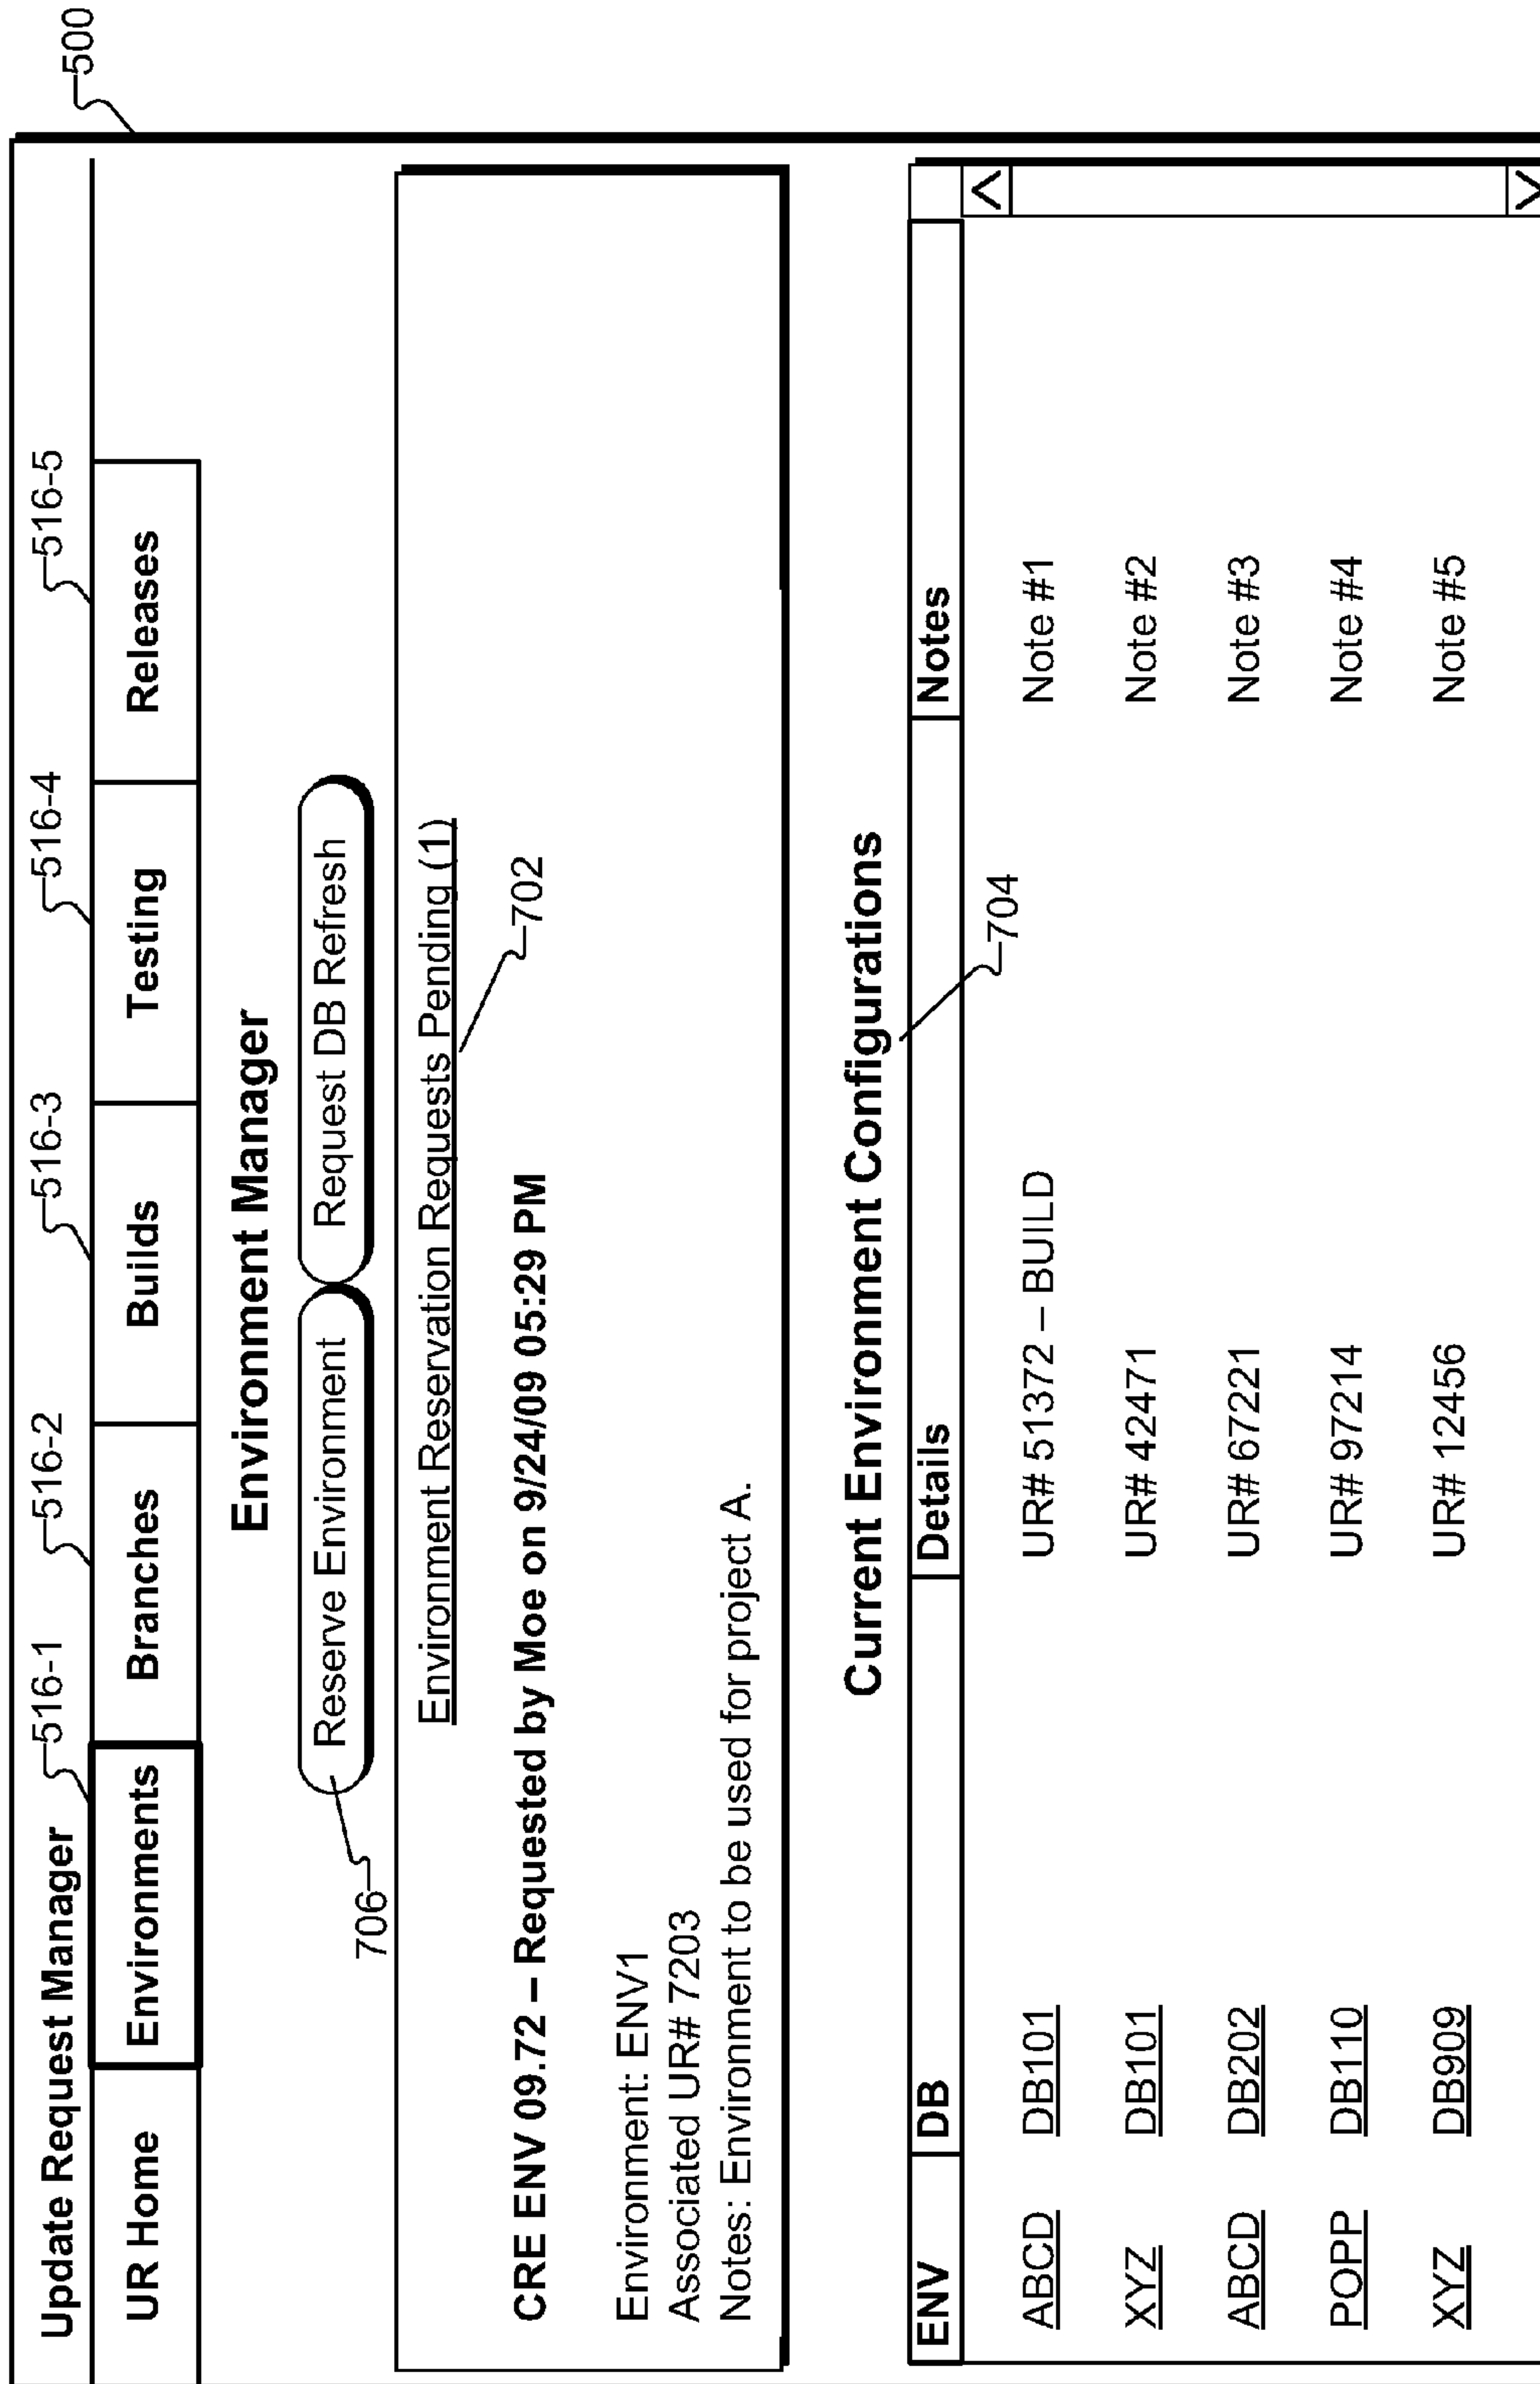 500
Update Request Manager
516-1 516-2 516-3 516-4 516-5
UR Home Environments Branches Builds Testing Releases
Environment Manager
Reserve Environment Request DB Refresh
706
Environment Reservation Requests Pending (1)
702
CRE ENV 09.72 – Requested by Moe on 9/24/09 05:29 PM
Environment: ENV1
Associated UR# 7203
Notes: Environment to be used for project A.
Current Environment Configurations
704
ENV DB Details Notes
ABCD DB101 UR# 51372 – BUILD Note #1
XYZ DB101 UR# 42471 Note #2
ABCD DB202 UR# 67221 Note #3
POPP DB110 UR# 97214 Note #4
XYZ DB909 UR# 12456 Note #5